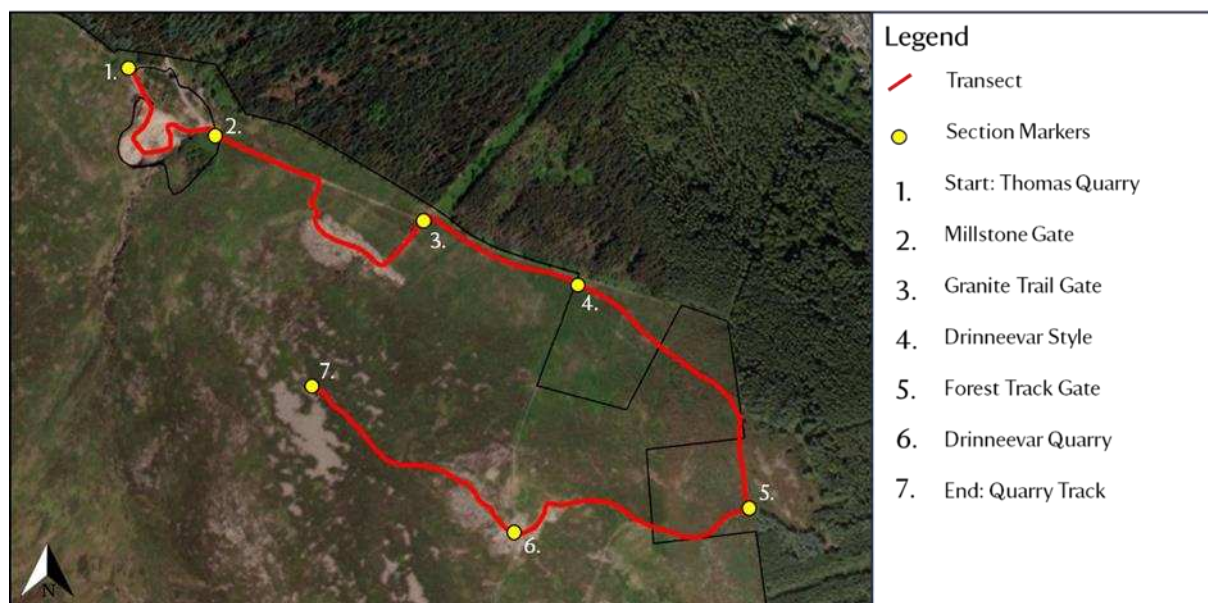 Legend
Transect
Section Markers
1. Start: Thomas Quarry
2. Millstone Gate
3. Granite Trail Gate
4. Drinneevar Style
5. Forest Track Gate
6. Drinneevar Quarry
7. End: Quarry Track
1.
2.
3.
4.
5.
6.
7.
N